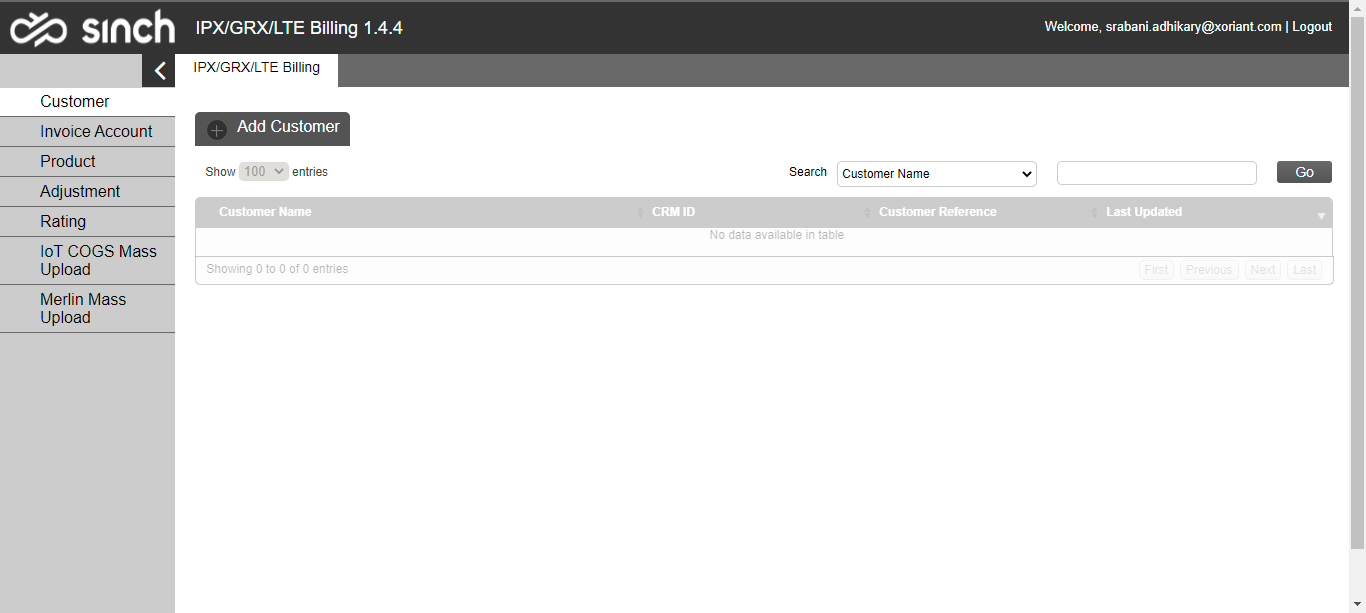 sinch IPX/GRX/LTE Billing 1.4.4 Welcome, srabani.adhikary@xoriant.com | Logout
IPX/GRX/LTE Billing
Customer
Invoice Account
Product
Adjustment
Rating
IoT COGS Mass
Upload
Merlin Mass
Upload
Add Customer
Show 100 entries Search Customer Name Go
Customer Name CRM ID Customer Reference Last Updated
No data available in table
Showing 0 to 0 of 0 entries First Previous Next Last